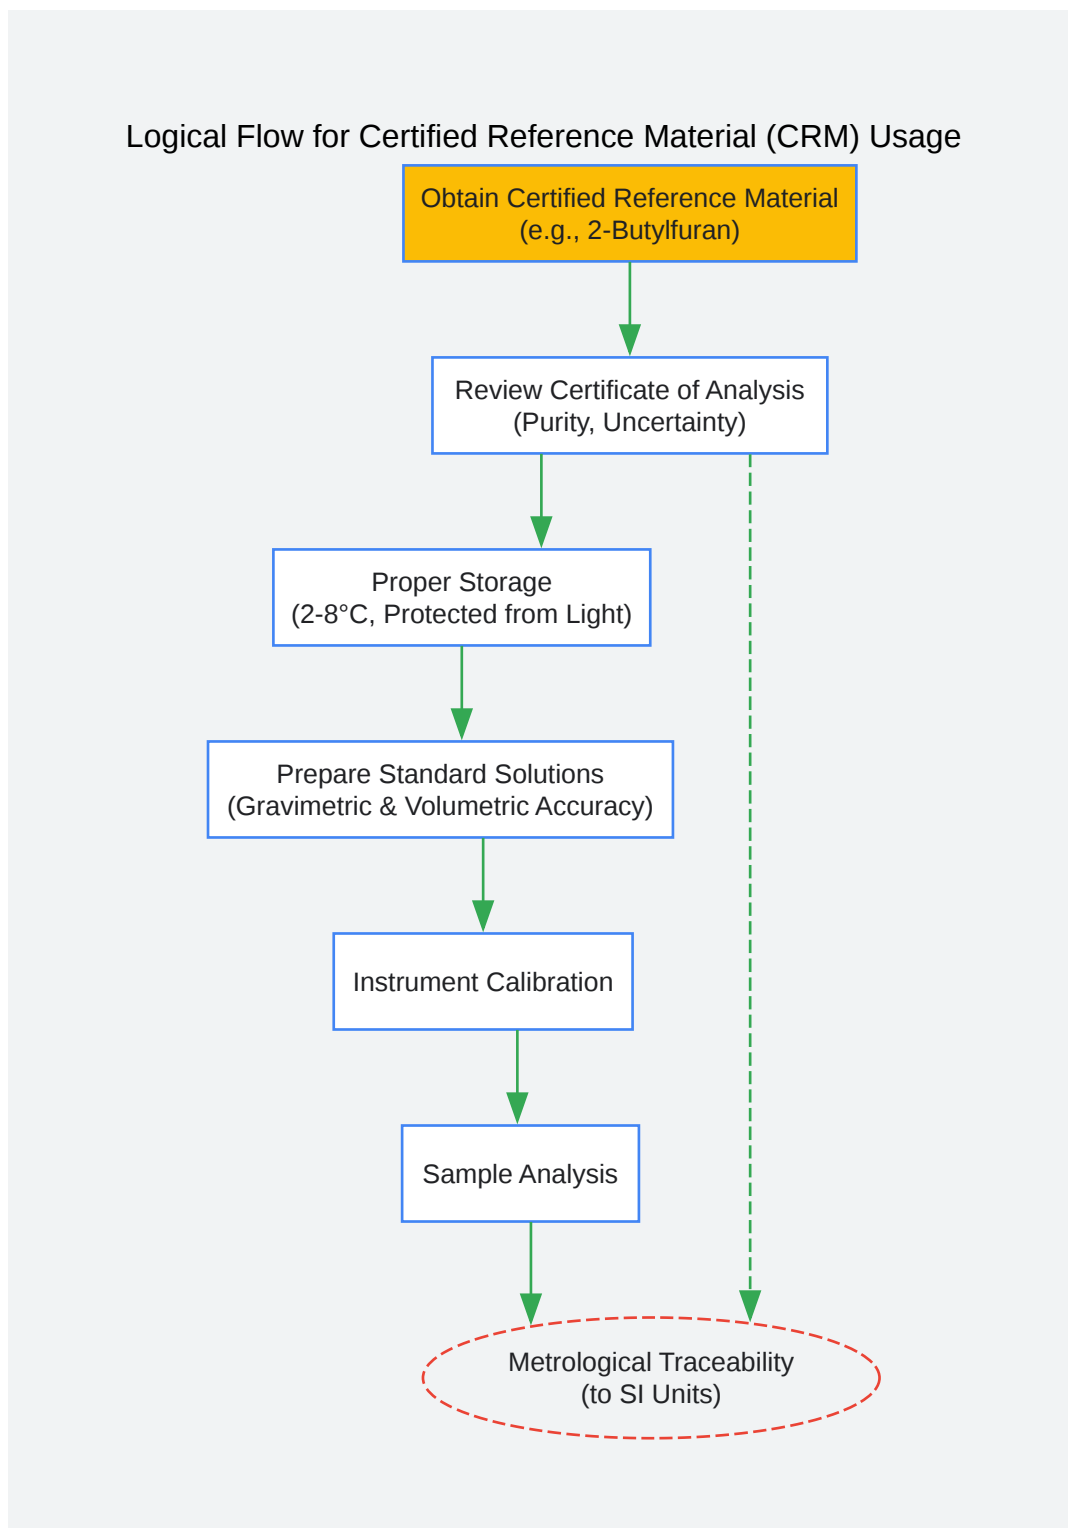 Logical Flow for Certified Reference Material (CRM) Usage
Obtain Certified Reference Material
(e.g., 2-Butylfuran)
Review Certificate of Analysis
(Purity, Uncertainty)
Proper Storage
(2-8°C, Protected from Light)
Prepare Standard Solutions
(Gravimetric & Volumetric Accuracy)
Instrument Calibration
Sample Analysis
Metrological Traceability
(to SI Units)